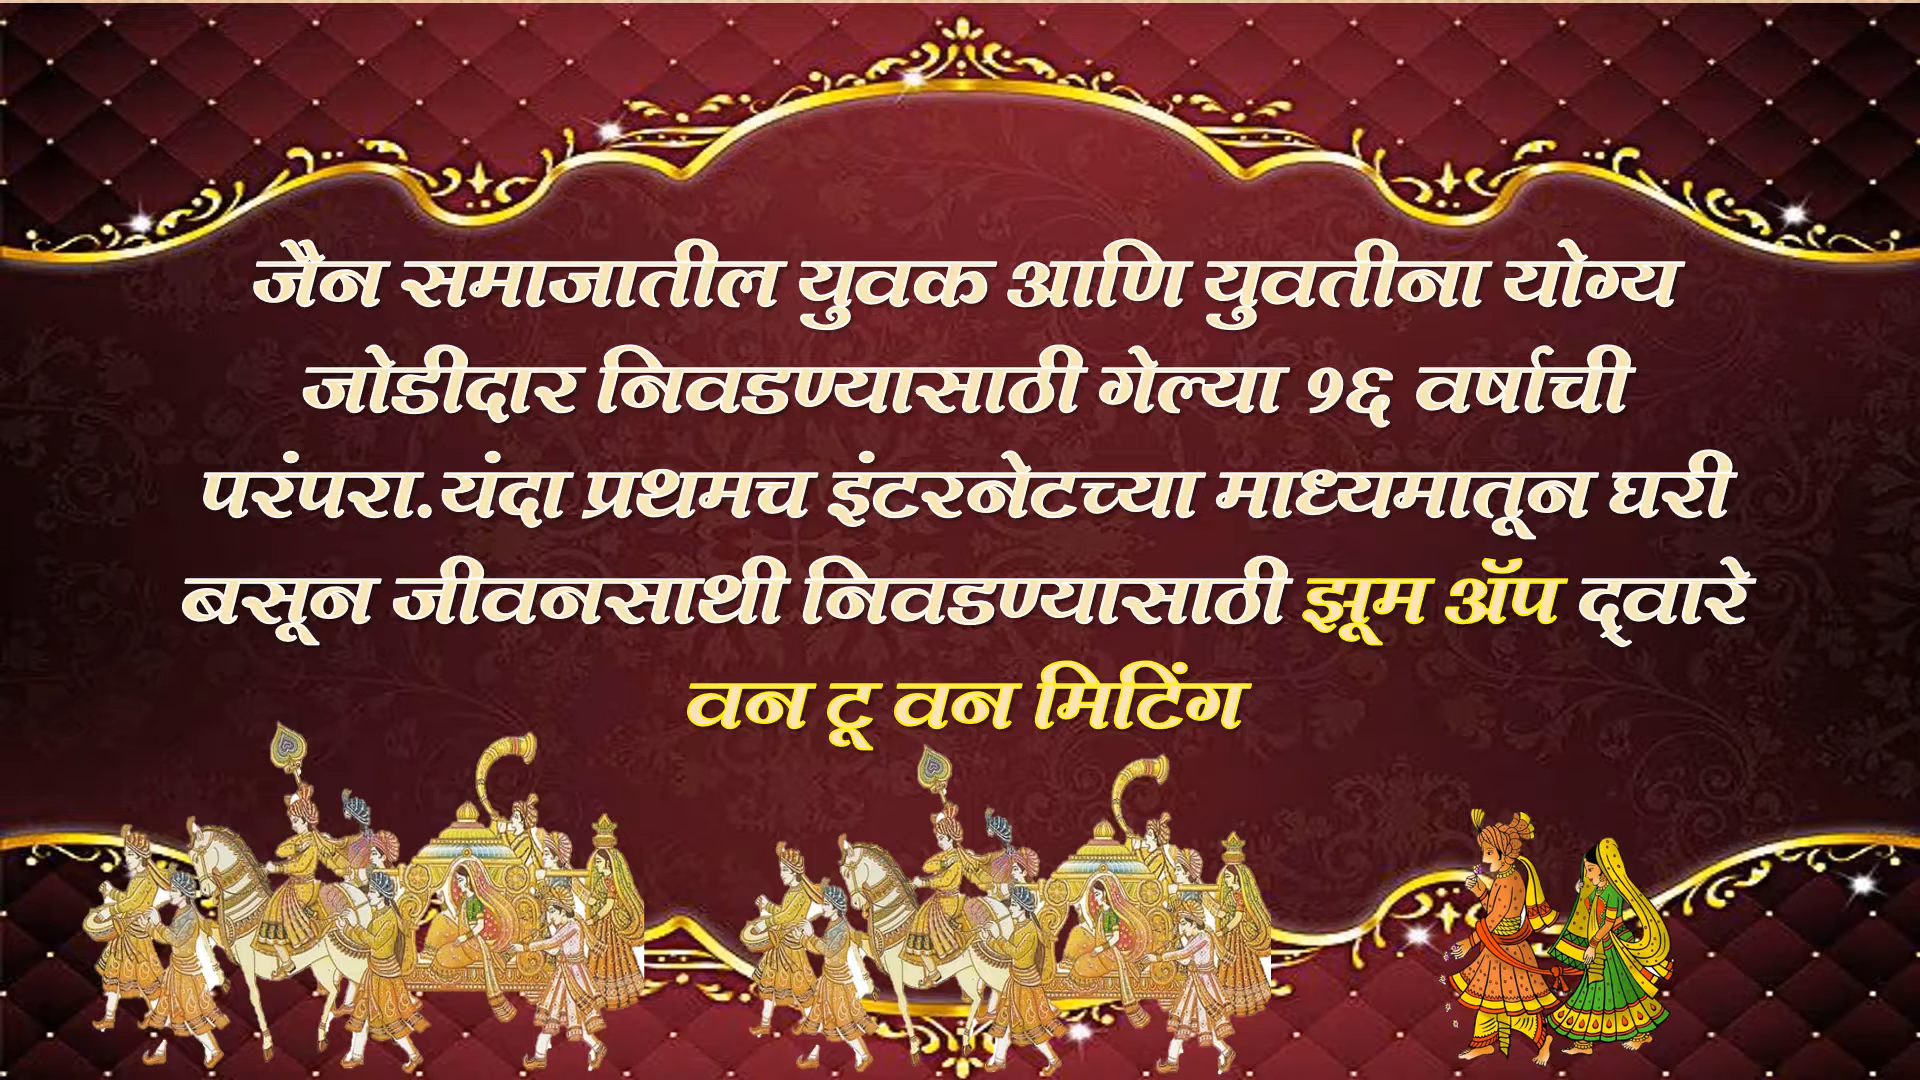 जैन समाजातील युवक आणि युवतीना योग्य
जोडीदार निवडण्यासाठी गेल्या १६ वर्षाची
परंपरा.यंदा प्रथमच इंटरनेटच्या माध्यमातून घरी
बसून जीवनसाथी निवडण्यासाठी झूम ॲप द्वारे
वन टू वन मिटिंग